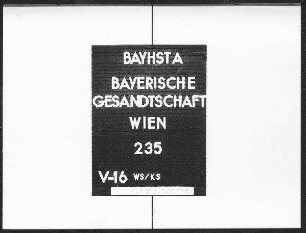 BAYHSTA
BAYERISCHE
GESANDTSCHAFT
WIEN
235
V-16 WS/KS